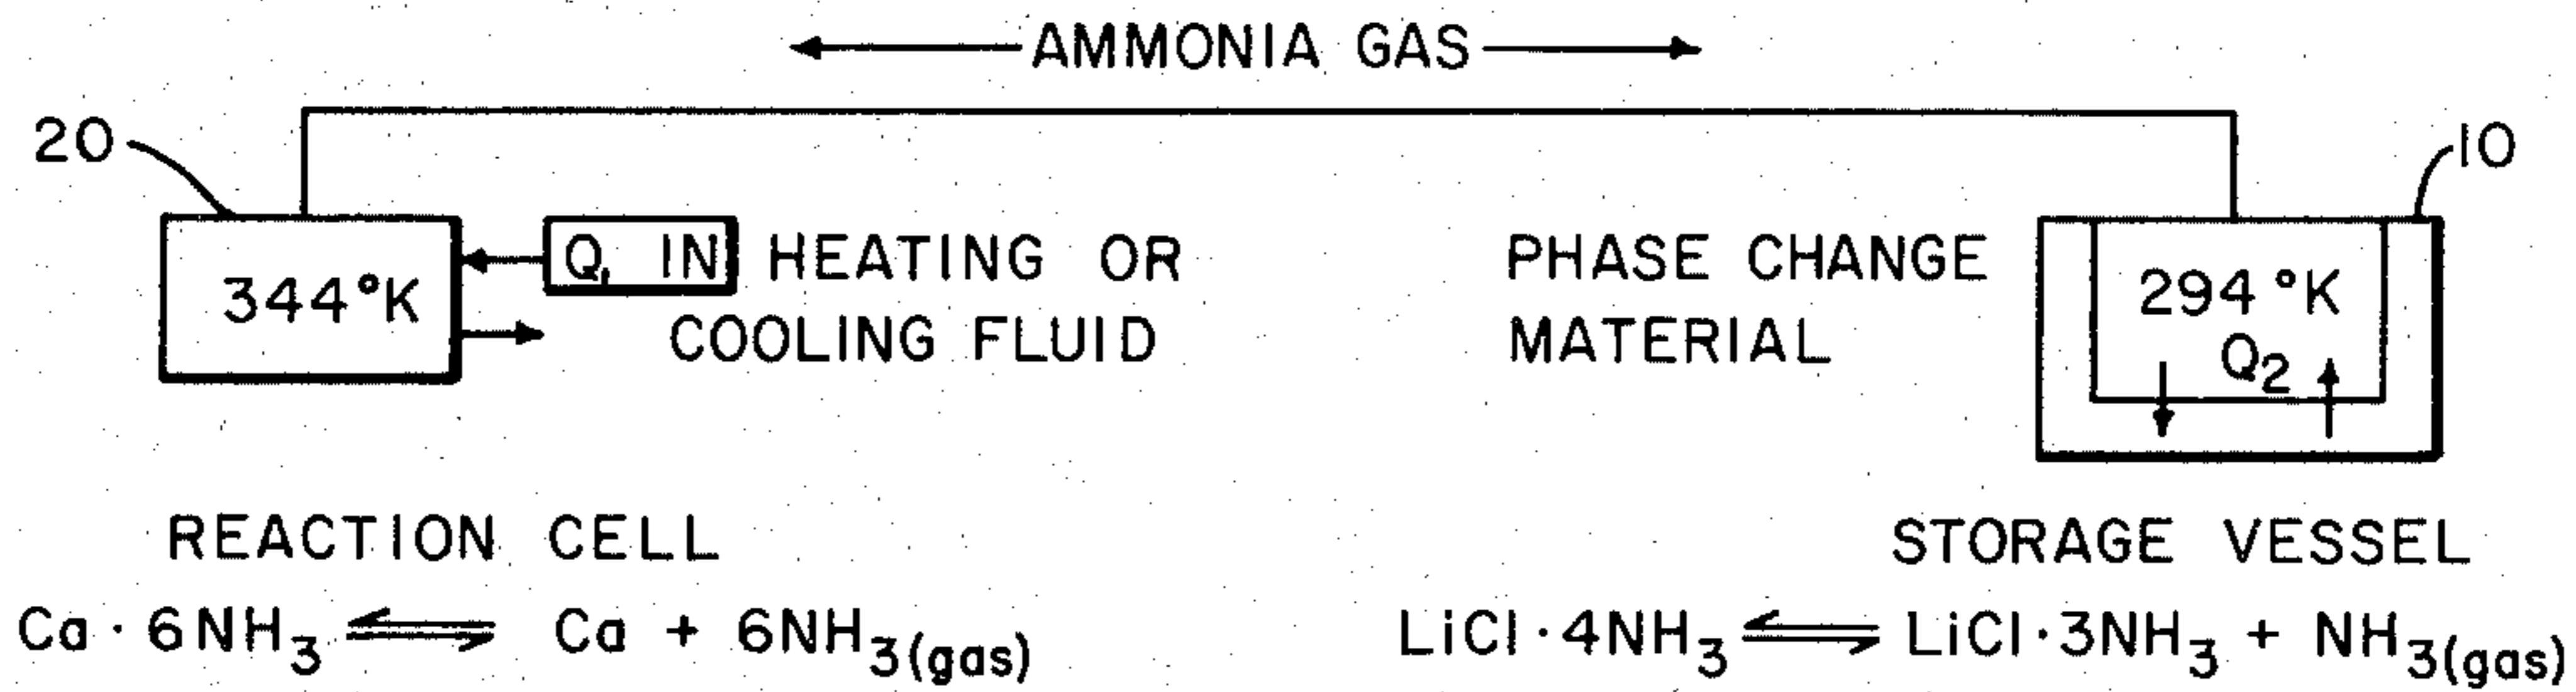 AMMONIA GAS
20
10
344°K
Q1 IN
HEATING OR
COOLING FLUID
PHASE CHANGE
MATERIAL
294°K
Q2
REACTION CELL
STORAGE VESSEL
Ca · 6NH3 ⇌ Ca + 6NH3(gas)
LiCl · 4NH3 ⇌ LiCl · 3NH3 + NH3(gas)